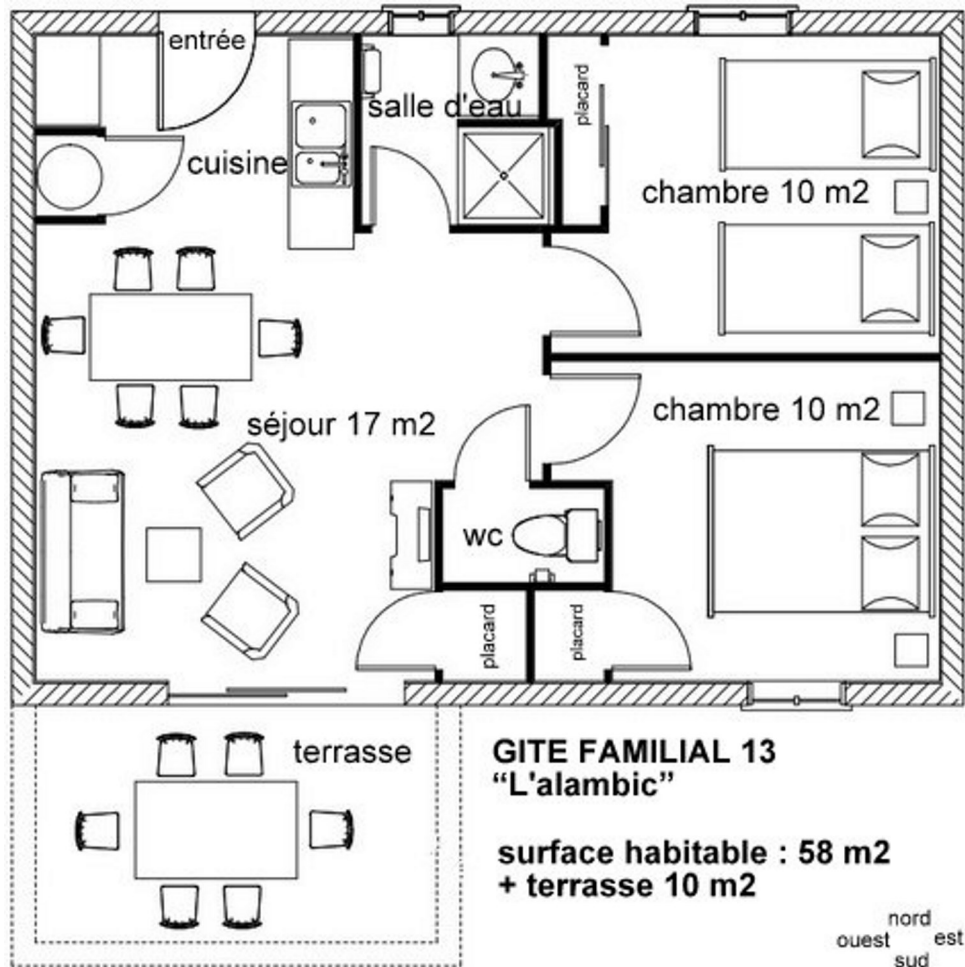 entrée
salle d'eau
placard
cuisine
chambre 10 m2
chambre 10 m2
séjour 17 m2
wc
placard
placard
terrasse
GITE FAMILIAL 13
“L'alambic”
surface habitable : 58 m2
+ terrasse 10 m2
nord
ouest est
sud